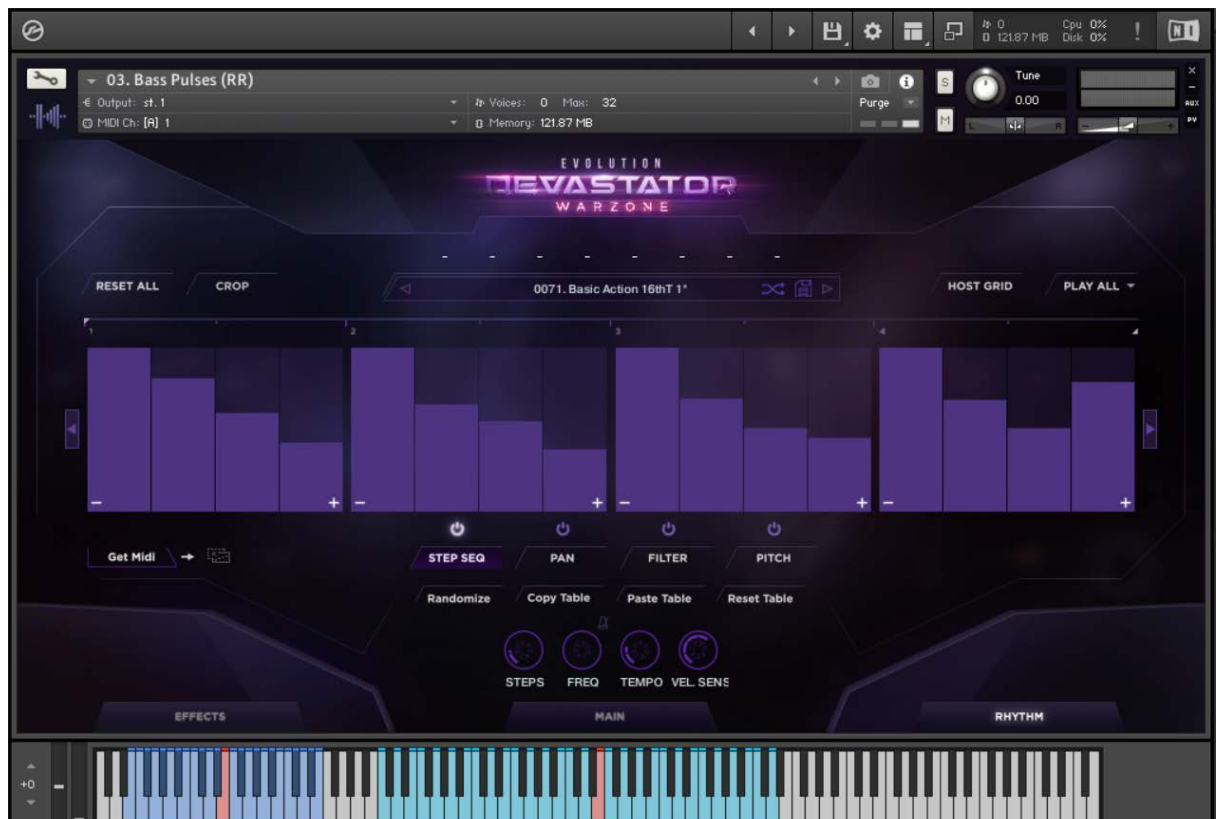 0 Cpu 0%
0 121.87 MB Disk 0%
!
NI
03. Bass Pulses (RR)
S
Tune
×
Output: st. 1
Voices: 0 Max: 32
Purge
0.00
AUX
MIDI Ch: [A] 1
Memory: 121.87 MB
M
L R
- +
PV
EVOLUTION
DEVASTATOR
WARZONE
- - - - - - - -
RESET ALL
CROP
0071. Basic Action 16thT 1*
HOST GRID
PLAY ALL
1 2 3 4
- + - + - + - +
Get Midi
STEP SEQ
PAN
FILTER
PITCH
Randomize
Copy Table
Paste Table
Reset Table
STEPS
FREQ
TEMPO
VEL. SENS
EFFECTS
MAIN
RHYTHM
+0